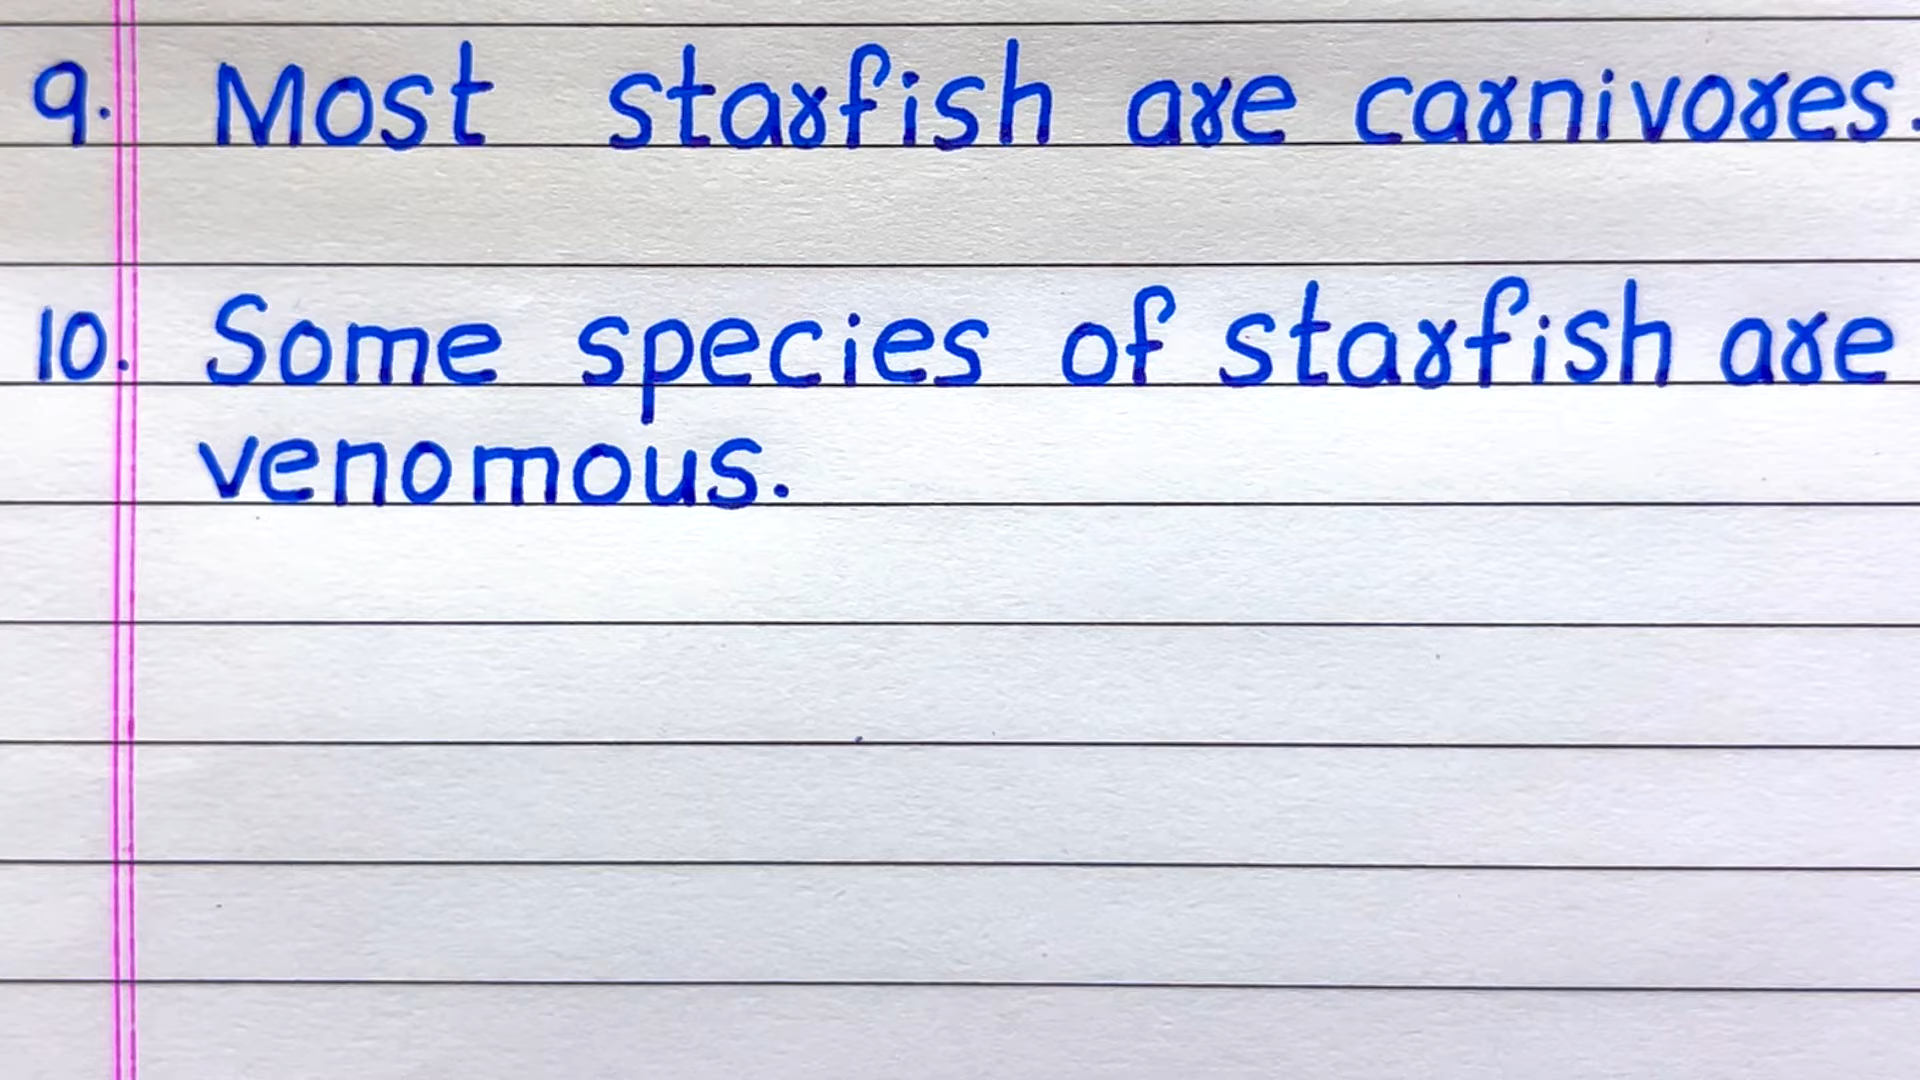 9. Most starfish are carnivores.
10. Some species of starfish are
venomous.